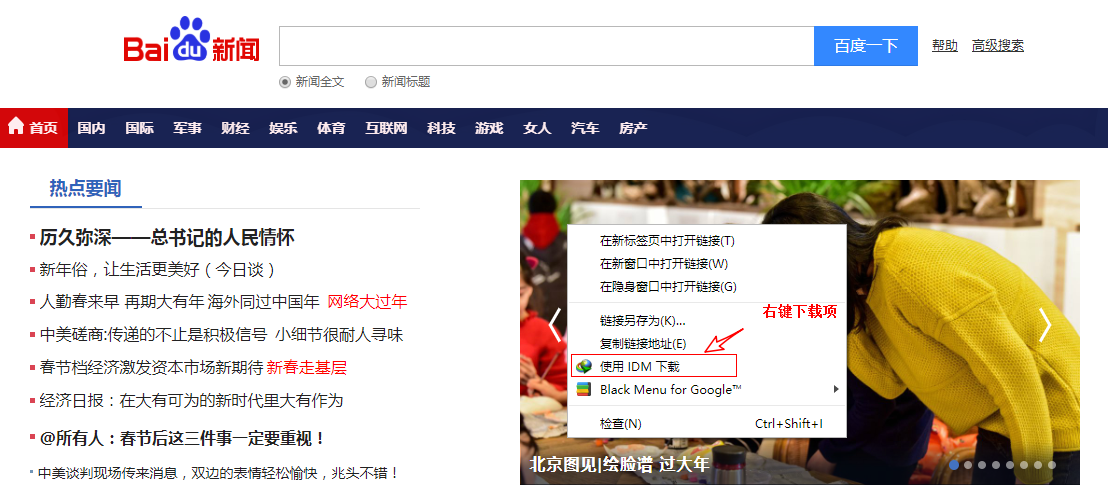 Bai du 新闻
百度一下 帮助 高级搜索
新闻全文 新闻标题
首页 国内 国际 军事 财经 娱乐 体育 互联网 科技 游戏 女人 汽车 房产
热点要闻
历久弥深——总书记的人民情怀
新年俗，让生活更美好（今日谈）
人勤春来早 再期大有年 海外同过中国年 网络大过年
中美磋商:传递的不止是积极信号 小细节很耐人寻味
春节档经济激发资本市场新期待 新春走基层
经济日报：在大有可为的新时代里大有作为
@所有人：春节后这三件事一定要重视！
中美谈判现场传来消息，双边的表情轻松愉快，兆头不错！
在新标签页中打开链接(T)
在新窗口中打开链接(W)
在隐身窗口中打开链接(G)
右键下载项
链接另存为(K)...
复制链接地址(E)
使用 IDM 下载
Black Menu for Google™
检查(N) Ctrl+Shift+I
北京图见|绘脸谱 过大年